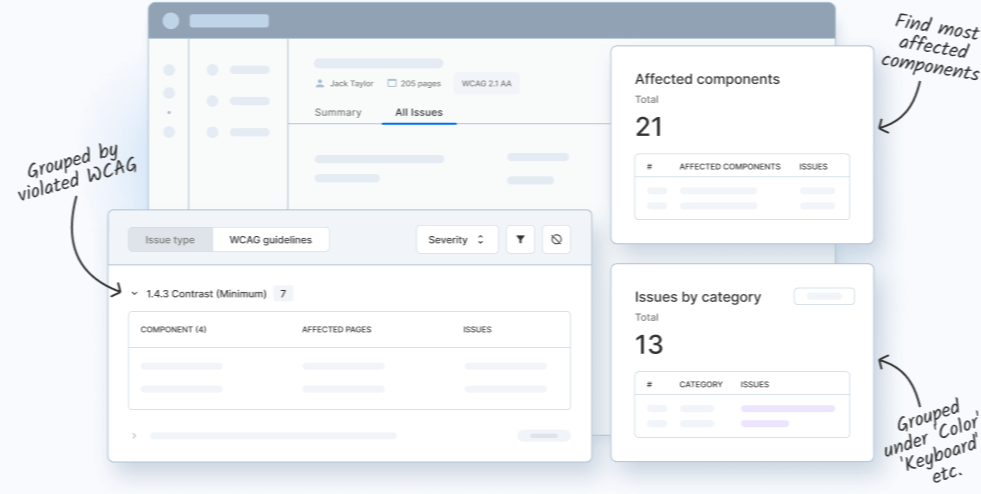 Find most
affected
components
Jack Taylor
205 pages
WCAG 2.1 AA
Summary
All Issues
Affected components
Total
21
# AFFECTED COMPONENTS ISSUES
Grouped by
violated WCAG
Issue type
WCAG guidelines
Severity
1.4.3 Contrast (Minimum) 7
COMPONENT (4) AFFECTED PAGES ISSUES
Issues by category
Total
13
# CATEGORY ISSUES
Grouped
under 'Color'
'Keyboard'
etc.